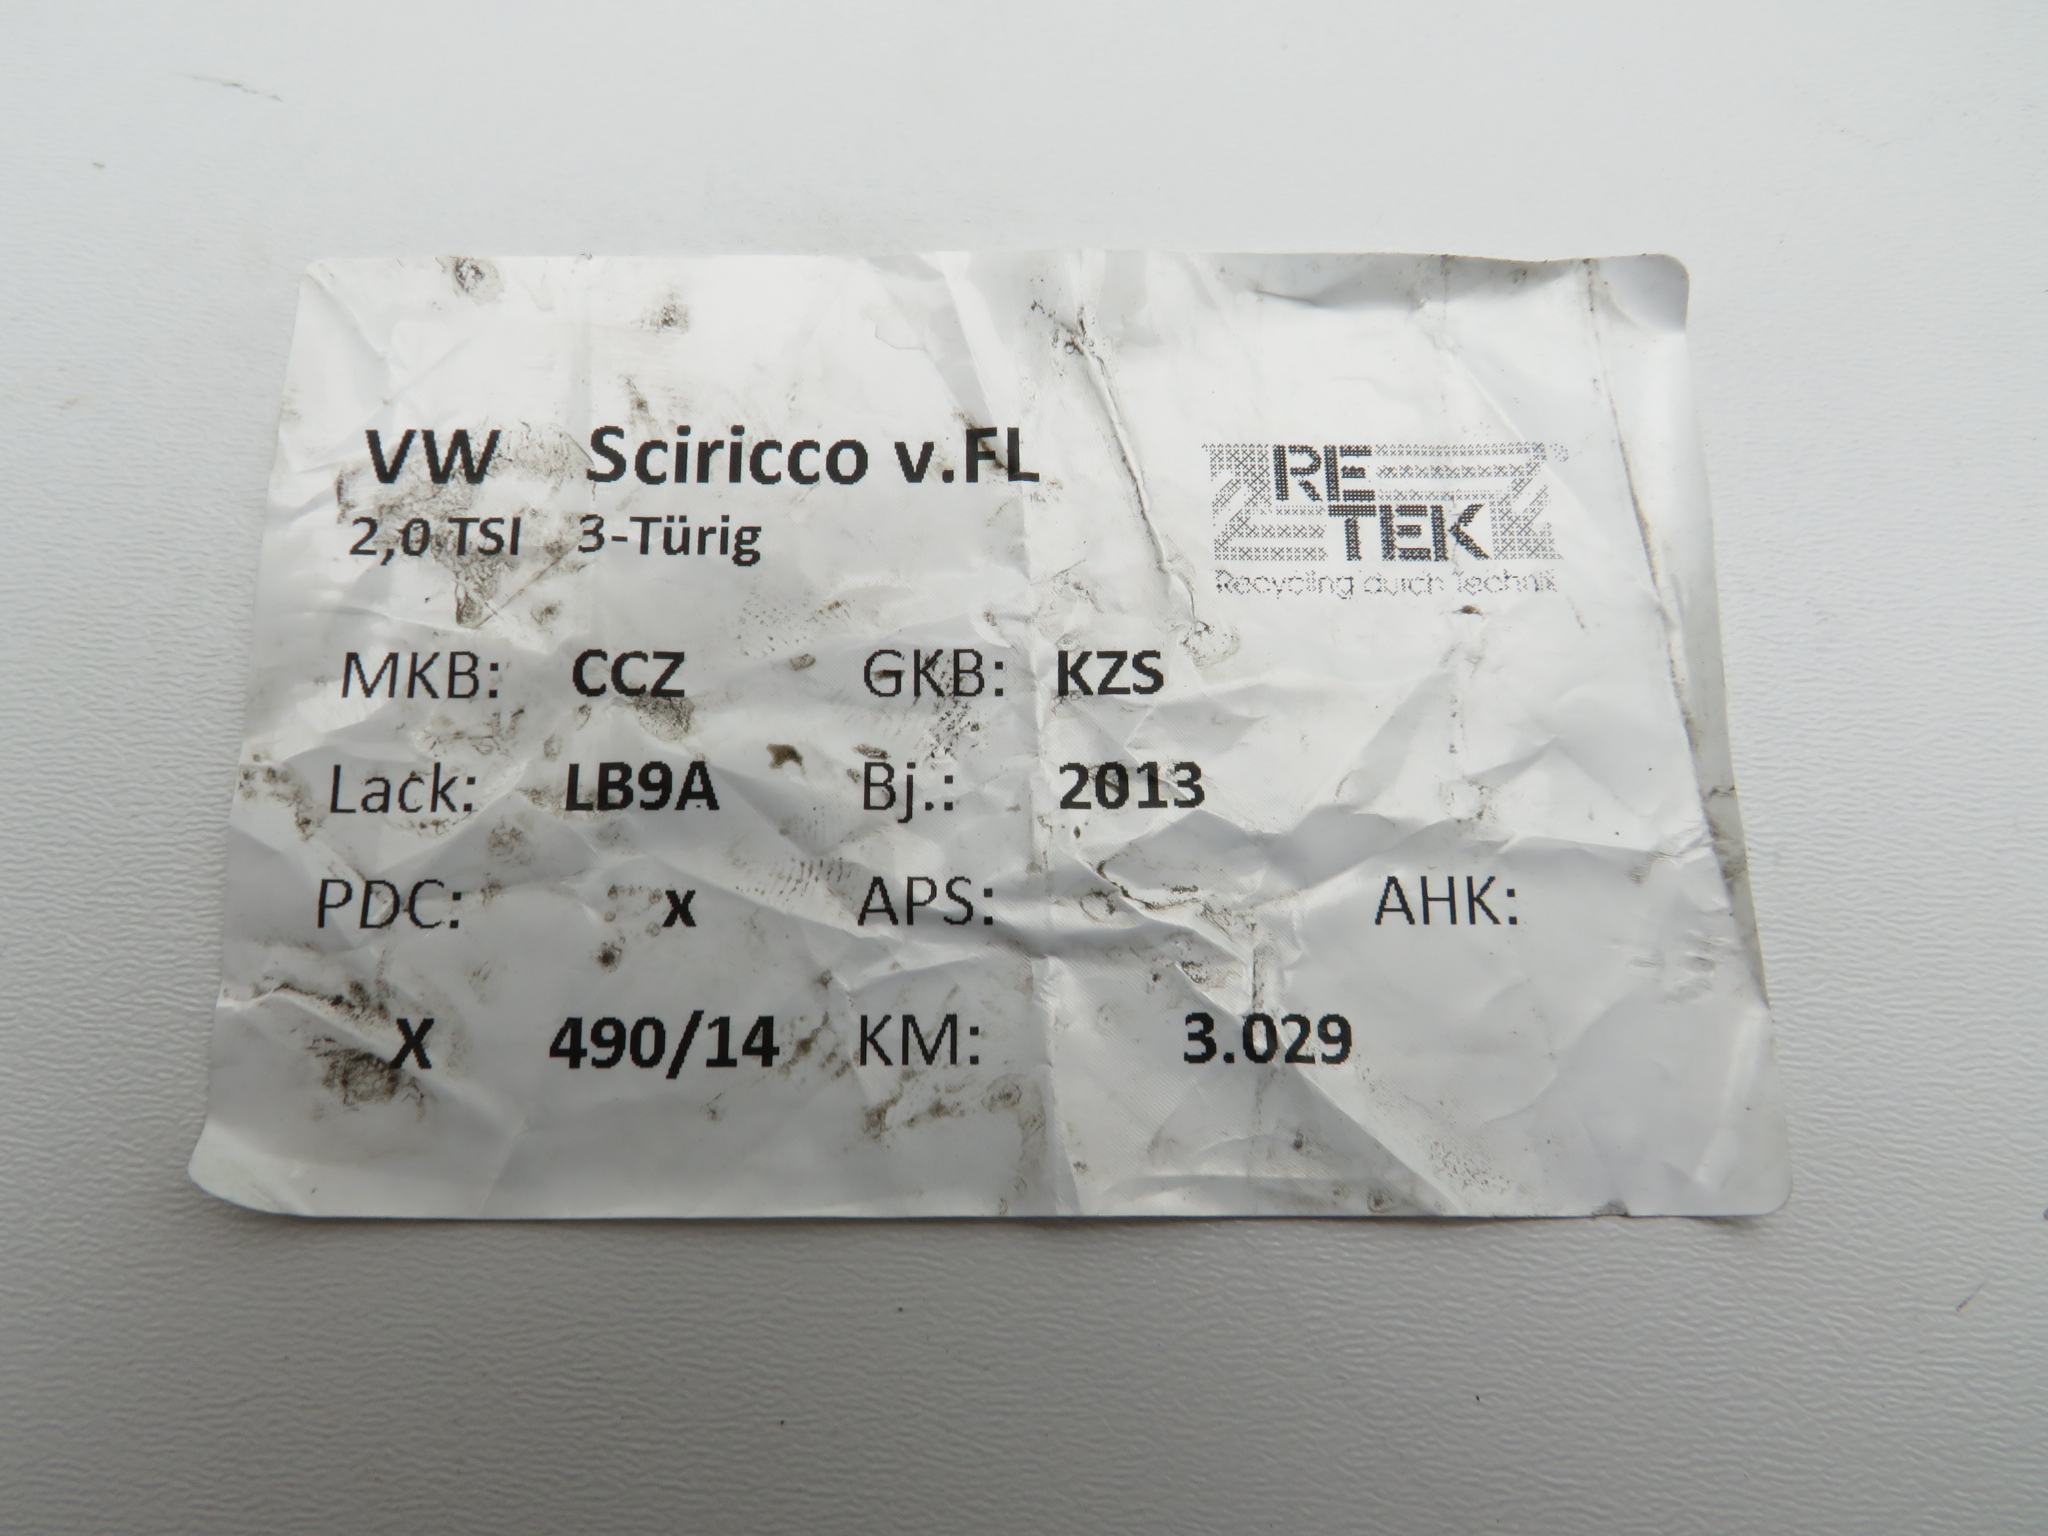 VW Sciricco v.FL
2,0 TSI 3-Türig
RE
TEK
Recycling durch Technik
MKB: CCZ GKB: KZS
Lack: LB9A Bj.: 2013
PDC: x APS: AHK:
X 490/14 KM: 3.029